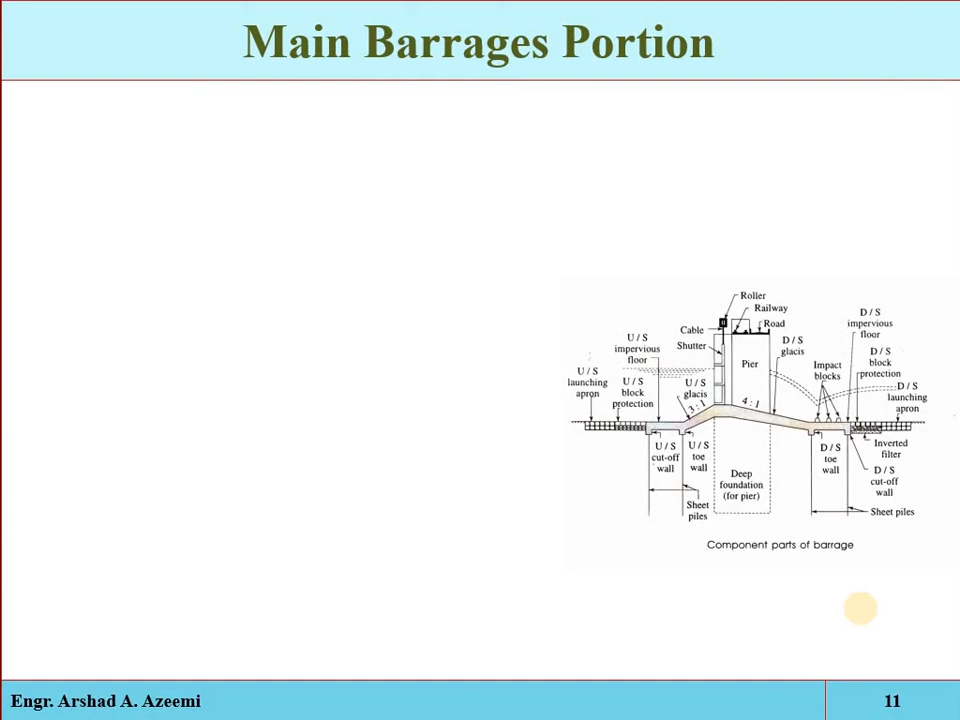 Main Barrages Portion
Roller
Railway
Road
Cable
Shutter
Pier
D / S
glacis
D / S
impervious
floor
D / S
block
protection
D / S
launching
apron
Impact
blocks
U / S
impervious
floor
U / S
launching
apron
U / S
block
protection
U / S
glacis
3 : 1
4 : 1
U / S
cut-off
wall
U / S
toe
wall
Deep
foundation
(for pier)
Sheet
piles
D / S
toe
wall
Inverted
filter
D / S
cut-off
wall
Sheet piles
Component parts of barrage
Engr. Arshad A. Azeemi
11